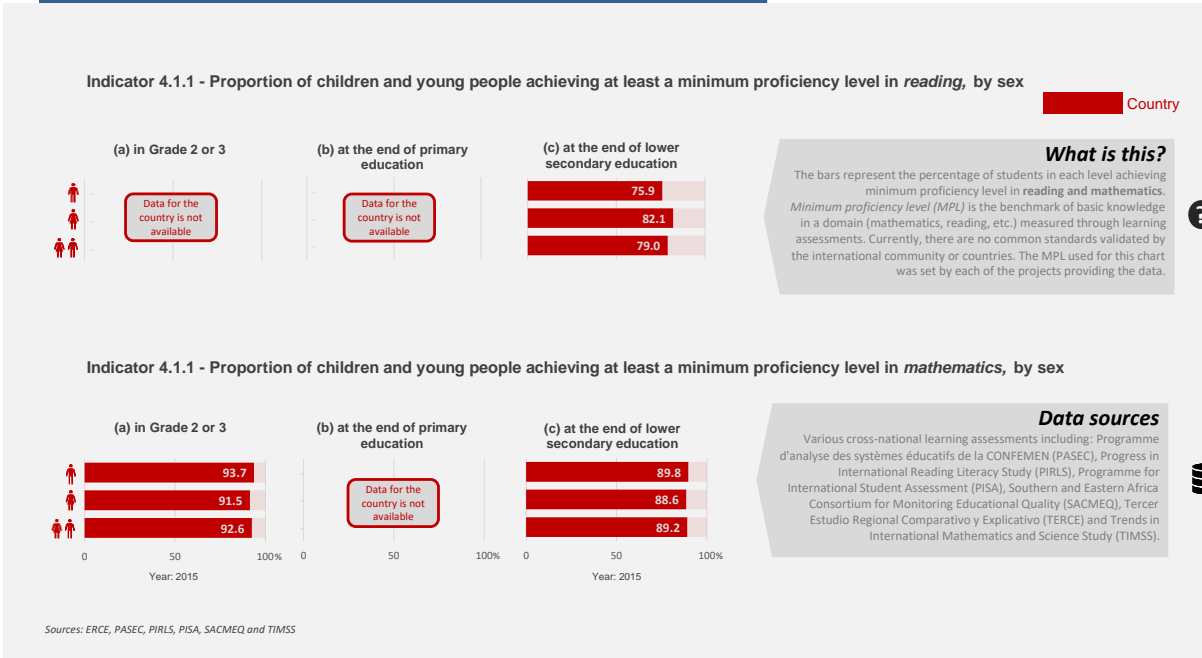 Indicator 4.1.1 - Proportion of children and young people achieving at least a minimum proficiency level in reading, by sex
Country
(a) in Grade 2 or 3
(b) at the end of primary
education
(c) at the end of lower
secondary education
Data for the
country is not
available
Data for the
country is not
available
75.9
82.1
79.0
What is this?
The bars represent the percentage of students in each level achieving
minimum proficiency level in reading and mathematics.
Minimum proficiency level (MPL) is the benchmark of basic knowledge
in a domain (mathematics, reading, etc.) measured through learning
assessments. Currently, there are no common standards validated by
the international community or countries. The MPL used for this chart
was set by each of the projects providing the data.
?
Indicator 4.1.1 - Proportion of children and young people achieving at least a minimum proficiency level in mathematics, by sex
(a) in Grade 2 or 3
(b) at the end of primary
education
(c) at the end of lower
secondary education
93.7
91.5
92.6
0 50 100%
Year: 2015
Data for the
country is not
available
0 50 100%
89.8
88.6
89.2
0 50 100%
Year: 2015
Data sources
Various cross-national learning assessments including: Programme
d'analyse des systèmes éducatifs de la CONFEMEN (PASEC), Progress in
International Reading Literacy Study (PIRLS), Programme for
International Student Assessment (PISA), Southern and Eastern Africa
Consortium for Monitoring Educational Quality (SACMEQ), Tercer
Estudio Regional Comparativo y Explicativo (TERCE) and Trends in
International Mathematics and Science Study (TIMSS).
Sources: ERCE, PASEC, PIRLS, PISA, SACMEQ and TIMSS